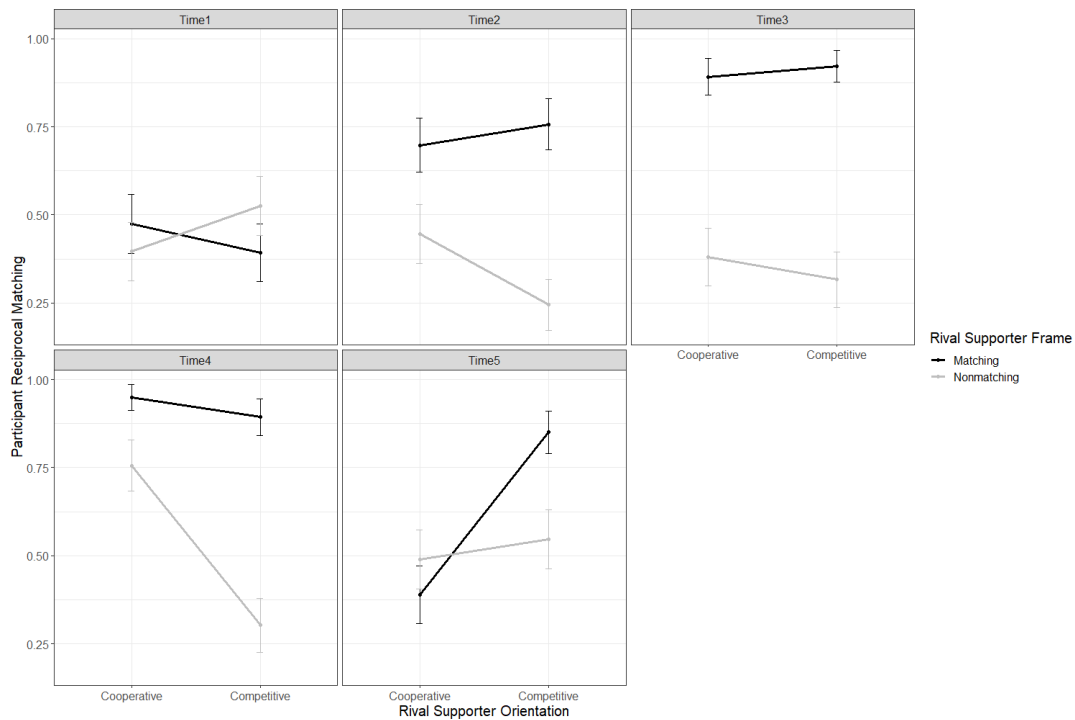 Time1
Time2
Time3
1.00
0.75
0.50
0.25
Cooperative
Competitive
Time4
Time5
1.00
0.75
0.50
0.25
Cooperative
Competitive
Cooperative
Competitive
Rival Supporter Orientation
Participant Reciprocal Matching
Rival Supporter Frame
Matching
Nonmatching